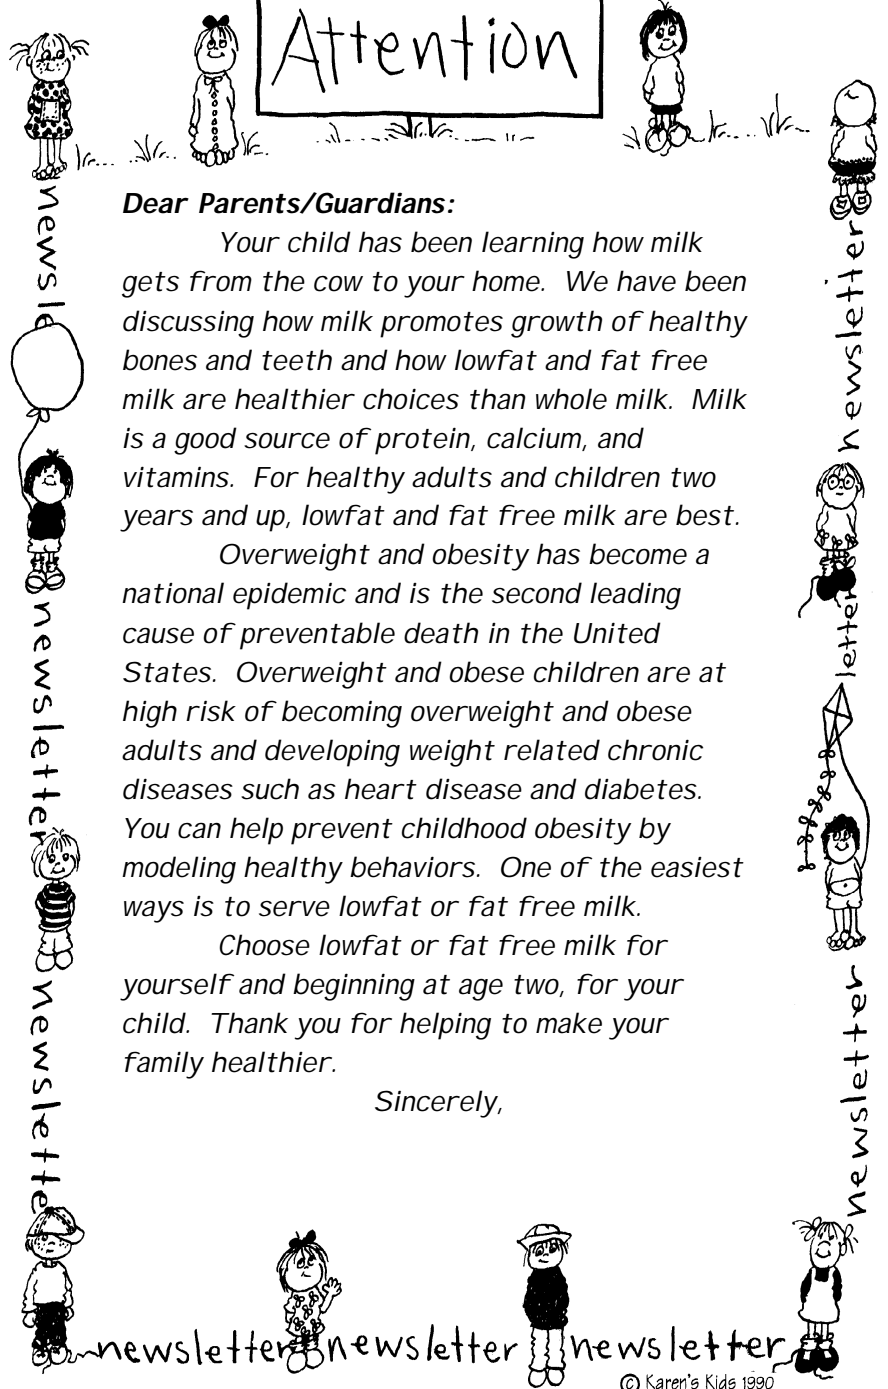 Attention
Dear Parents/Guardians:
Your child has been learning how milk
gets from the cow to your home. We have been
discussing how milk promotes growth of healthy
bones and teeth and how lowfat and fat free
milk are healthier choices than whole milk. Milk
is a good source of protein, calcium, and
vitamins. For healthy adults and children two
years and up, lowfat and fat free milk are best.
Overweight and obesity has become a
national epidemic and is the second leading
cause of preventable death in the United
States. Overweight and obese children are at
high risk of becoming overweight and obese
adults and developing weight related chronic
diseases such as heart disease and diabetes.
You can help prevent childhood obesity by
modeling healthy behaviors. One of the easiest
ways is to serve lowfat or fat free milk.
Choose lowfat or fat free milk for
yourself and beginning at age two, for your
child. Thank you for helping to make your
family healthier.
Sincerely,
newsle
newsletter
newslette
newsletter
letter
newsletter
newsletter newsletter newsletter
© Karen's Kids 1990